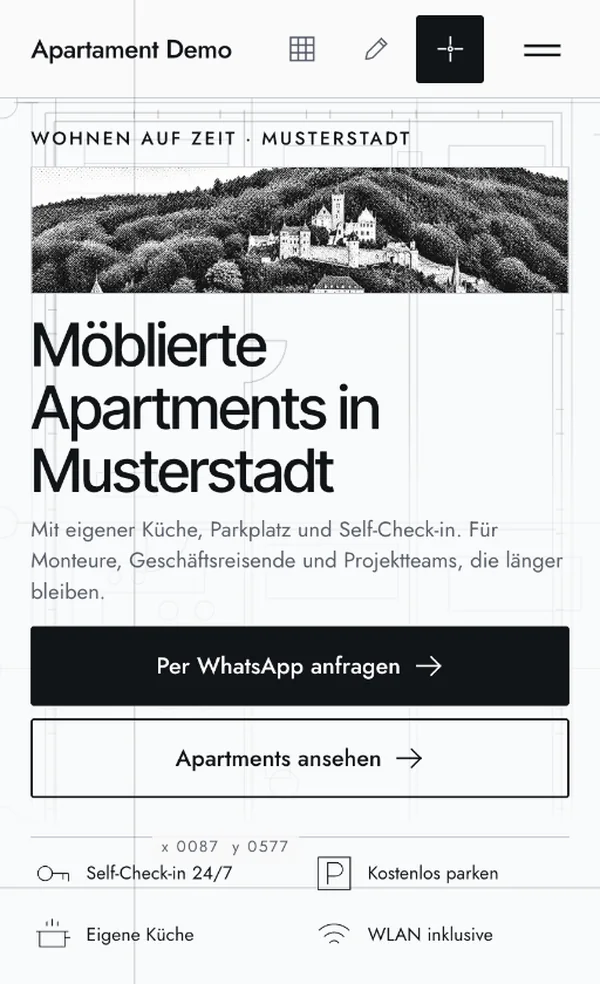 Apartament Demo
WOHNEN AUF ZEIT · MUSTERSTADT
Möblierte
Apartments in
Musterstadt
Mit eigener Küche, Parkplatz und Self-Check-in. Für
Monteure, Geschäftsreisende und Projektteams, die länger
bleiben.
Per WhatsApp anfragen →
Apartments ansehen →
x 0087 y 0577
Self-Check-in 24/7
P Kostenlos parken
Eigene Küche
WLAN inklusive